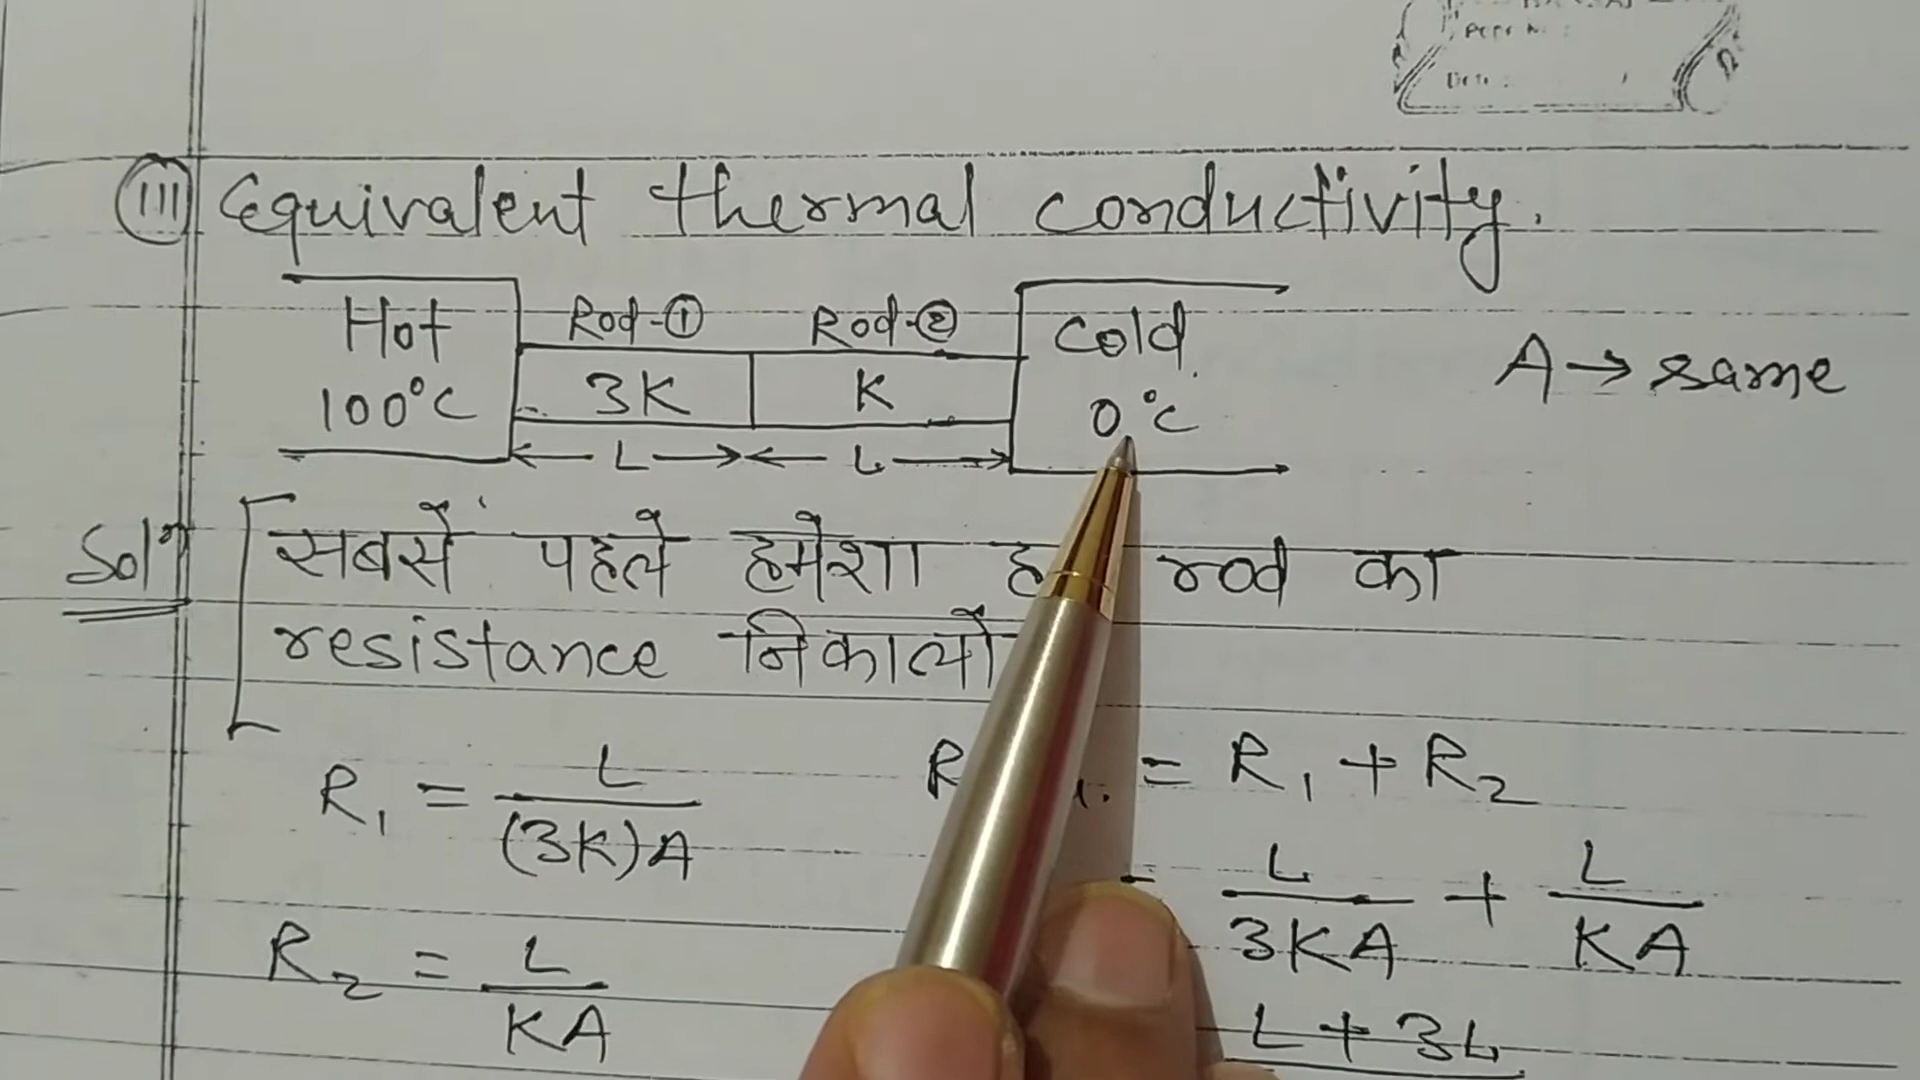 (III) Equivalent thermal conductivity.
Hot Rod-① Rod-② Cold
100°C 3K K 0°C A → same
L L
Solⁿ सबसे पहले हमेशा rod का
resistance निकालो
R₁ = L/(3K)A = R₁ + R₂
R₂ = L/KA L/3KA + L/KA
L + 3L